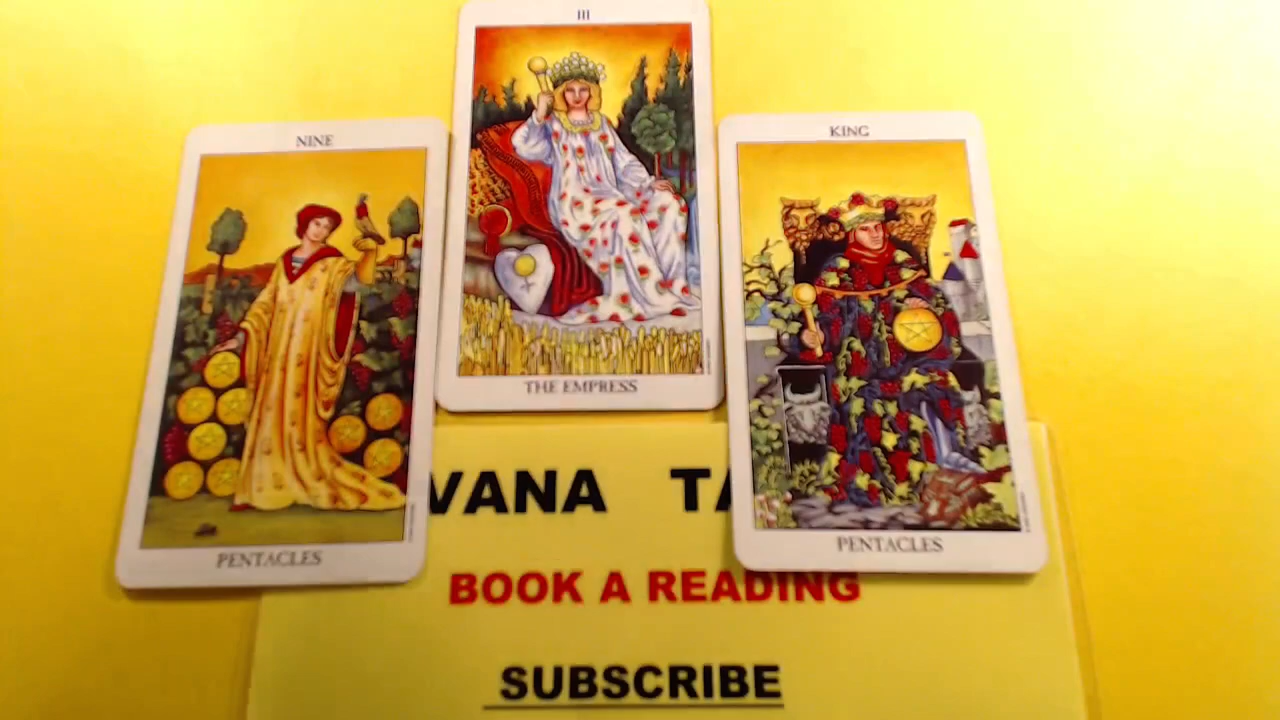 III
THE EMPRESS
NINE
PENTACLES
KING
PENTACLES
VANA TA
BOOK A READING
SUBSCRIBE